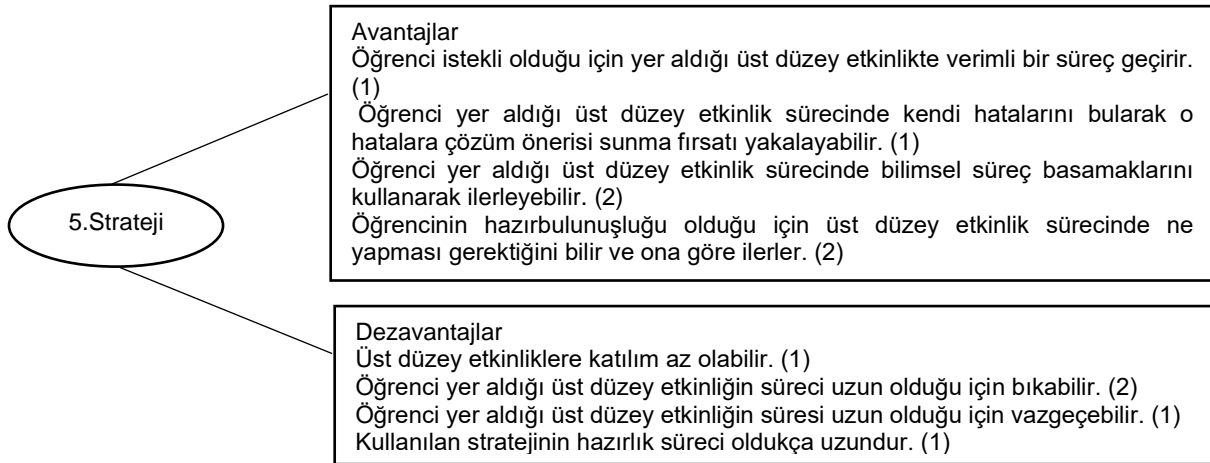 Avantajlar
Öğrenci istekli olduğu için yer aldığı üst düzey etkinlikte verimli bir süreç geçirir.
(1)
Öğrenci yer aldığı üst düzey etkinlik sürecinde kendi hatalarını bularak o
hatalara çözüm önerisi sunma fırsatı yakalayabilir. (1)
Öğrenci yer aldığı üst düzey etkinlik sürecinde bilimsel süreç basamaklarını
kullanarak ilerleyebilir. (2)
Öğrencinin hazırbulunuşluğu olduğu için üst düzey etkinlik sürecinde ne
yapması gerektiğini bilir ve ona göre ilerler. (2)
5.Strateji
Dezavantajlar
Üst düzey etkinliklere katılım az olabilir. (1)
Öğrenci yer aldığı üst düzey etkinliğin süreci uzun olduğu için bıkabilir. (2)
Öğrenci yer aldığı üst düzey etkinliğin süresi uzun olduğu için vazgeçebilir. (1)
Kullanılan stratejinin hazırlık süreci oldukça uzundur. (1)